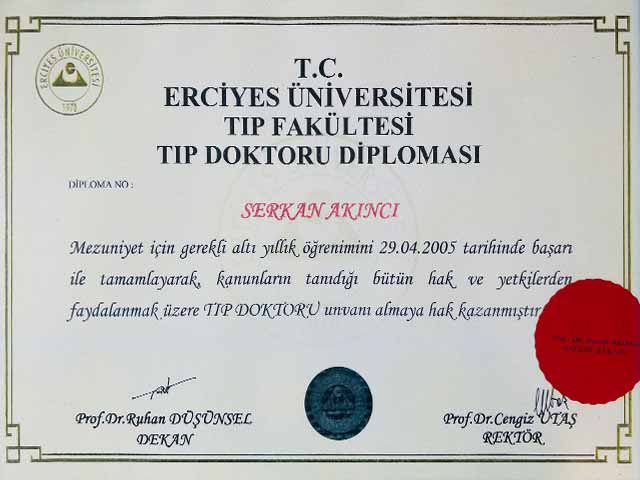 ERCİYES ÜNİVERSİTESİ
1978
T.C.
ERCİYES ÜNİVERSİTESİ
TIP FAKÜLTESİ
TIP DOKTORU DİPLOMASI
DİPLOMA NO :
SERKAN AKINCI
Mezuniyet için gerekli altı yıllık öğrenimini 29.04.2005 tarihinde başarı
ile tamamlayarak, kanunların tanıdığı bütün hak ve yetkilerden
faydalanmak üzere TIP DOKTORU unvanı almaya hak kazanmıştır
Prof.Dr.Ruhan DÜŞÜNSEL
DEKAN
Prof.Dr.Cengiz UTAŞ
REKTÖR